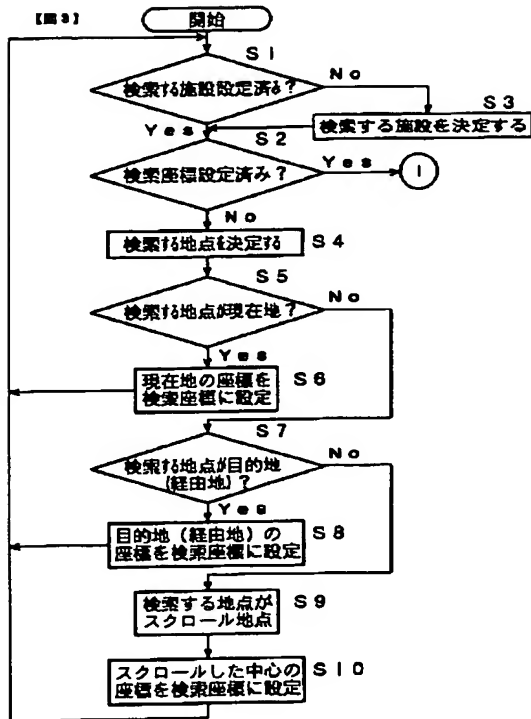 【図3】
開始
S1
検索する施設設定済み?
No
S3
検索する施設を決定する
Yes
S2
検索座標設定済み?
Yes
1
No
検索する地点を決定する
S4
S5
検索する地点が現在地?
No
Yes
現在地の座標を
検索座標に設定
S6
S7
検索する地点が目的地
(経由地)?
No
Yes
目的地(経由地)の
座標を検索座標に設定
S8
検索する地点が
スクロール地点
S9
スクロールした中心の
座標を検索座標に設定
S10